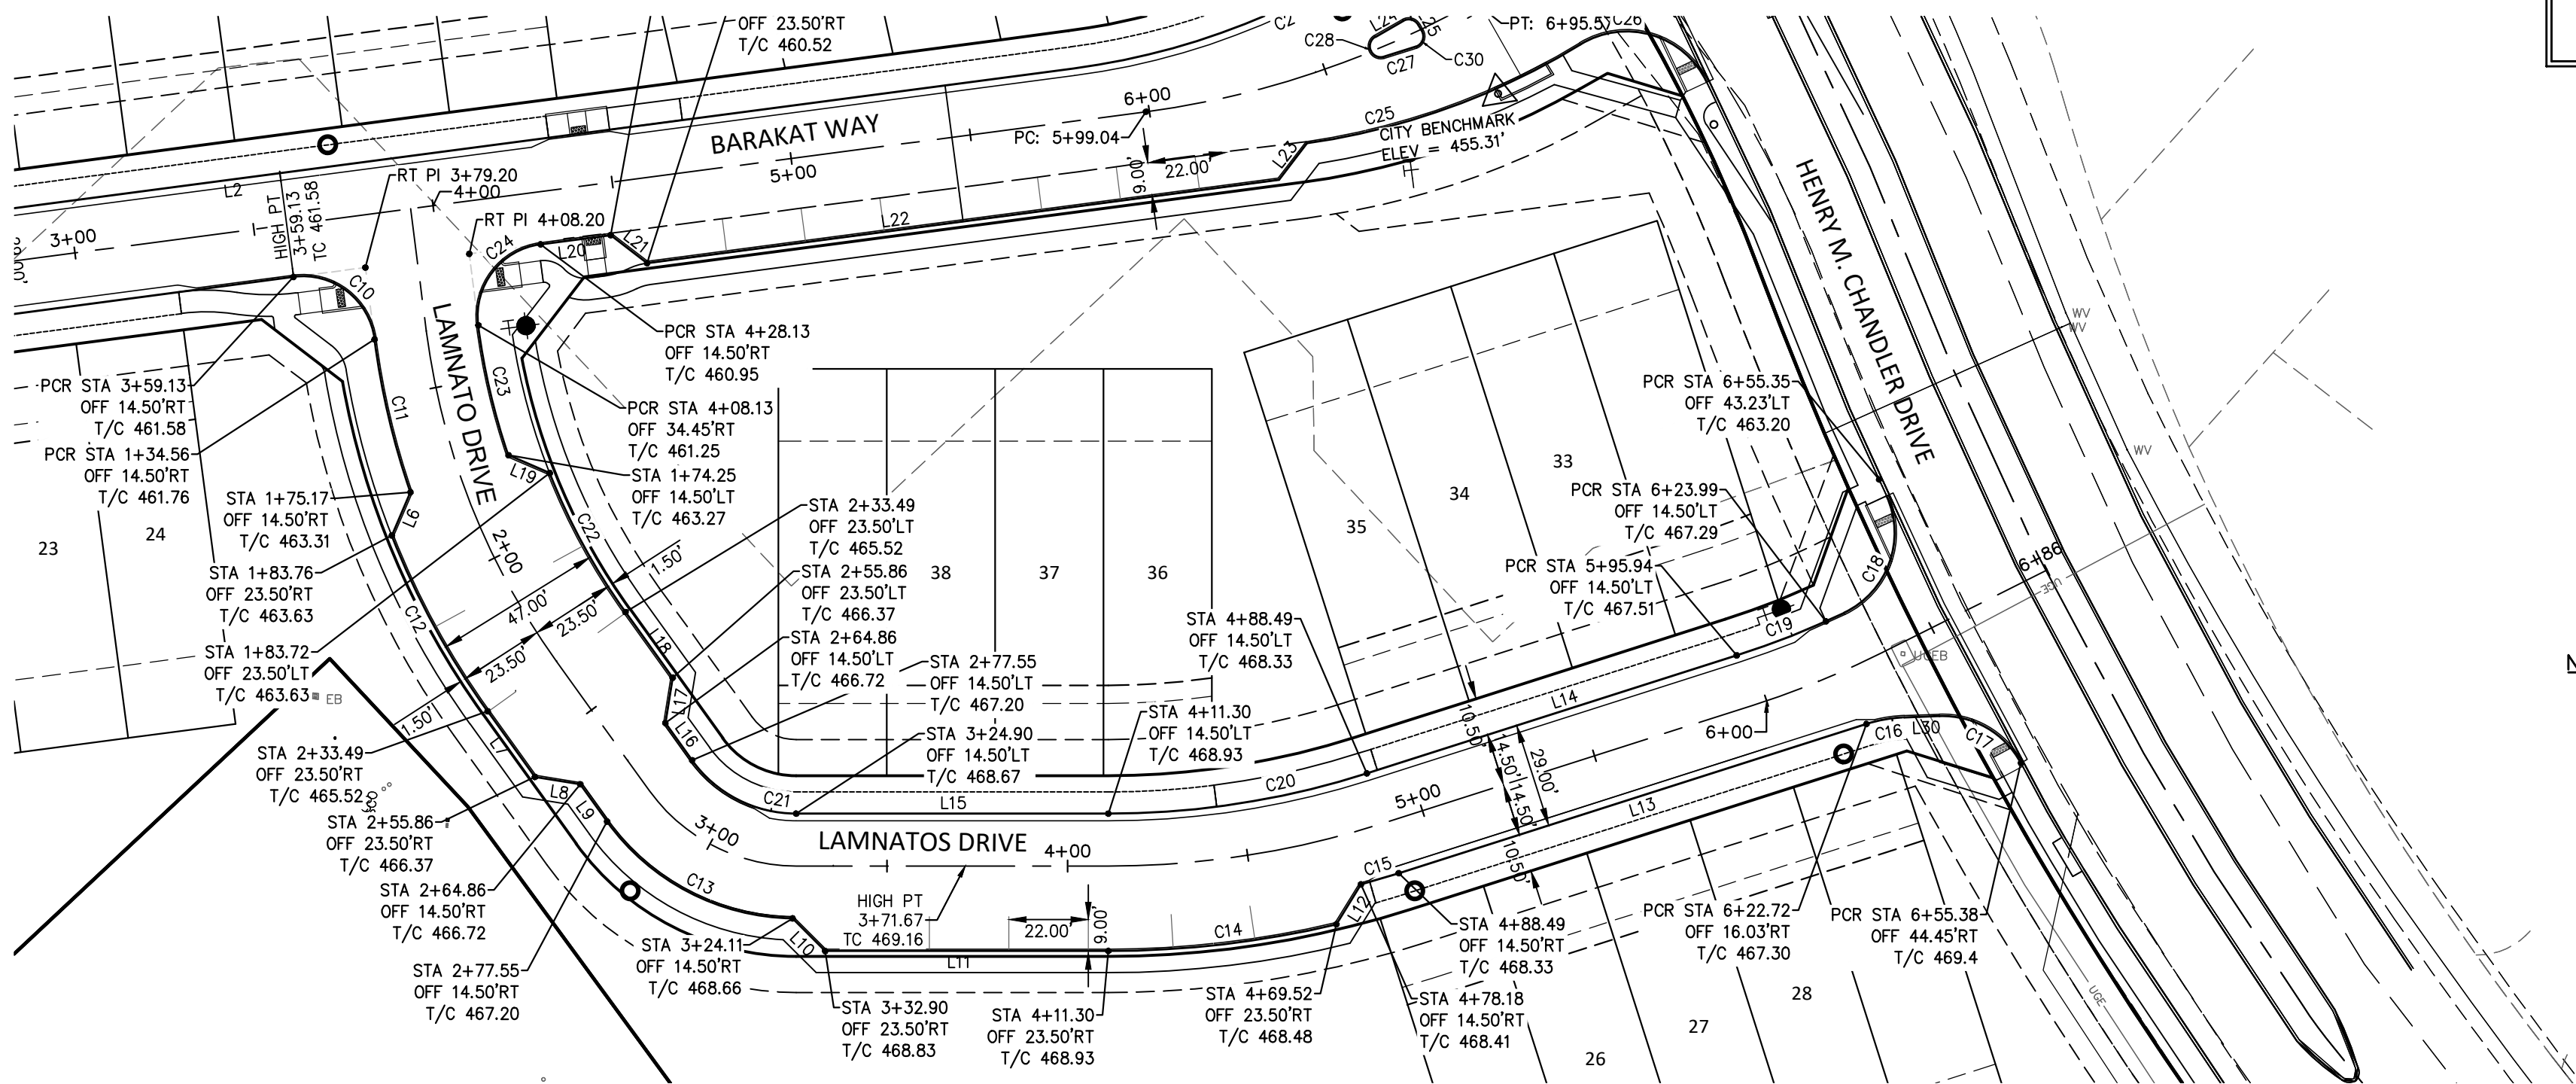 OFF 23.50'RT
T/C 460.52
C28
C27
C30
PT: 6+95.5
C26
BARAKAT WAY
6+00
PC: 5+99.04
5+00
9.00'
22.00'
L23
C25
CITY BENCHMARK
ELEV = 455.31'
L2
HIGH PT
3+59.13
TC 461.58
RT PI 3+79.20
4+00
3+00
RT PI 4+08.20
C24
L20
L21
L22
C10
HENRY M. CHANDLER DRIVE
WV
WV
WV
LAMNATO DRIVE
C11
C23
PCR STA 3+59.13
OFF 14.50'RT
T/C 461.58
PCR STA 1+34.56
OFF 14.50'RT
T/C 461.76
PCR STA 4+28.13
OFF 14.50'RT
T/C 460.95
PCR STA 4+08.13
OFF 34.45'RT
T/C 461.25
STA 1+74.25
OFF 14.50'LT
T/C 463.27
L19
L6
STA 1+75.17
OFF 14.50'RT
T/C 463.31
23
24
STA 1+83.76
OFF 23.50'RT
T/C 463.63
STA 1+83.72
OFF 23.50'LT
T/C 463.63
EB
2+00
C22
C12
47.00'
23.50'
23.50'
1.50'
1.50'
STA 2+33.49
OFF 23.50'LT
T/C 465.52
STA 2+55.86
OFF 23.50'LT
T/C 466.37
STA 2+64.86
OFF 14.50'LT
T/C 466.72
STA 2+77.55
OFF 14.50'LT
T/C 467.20
STA 3+24.90
OFF 14.50'LT
T/C 468.67
38
37
36
35
34
33
PCR STA 6+55.35
OFF 43.23'LT
T/C 463.20
PCR STA 6+23.99
OFF 14.50'LT
T/C 467.29
PCR STA 5+95.94
OFF 14.50'LT
T/C 467.51
STA 4+88.49
OFF 14.50'LT
T/C 468.33
STA 4+11.30
OFF 14.50'LT
T/C 468.93
C18
C19
6+86
UGE
UGEB
L18
L17
L16
L7
L8
L9
STA 2+33.49
OFF 23.50'RT
T/C 465.52
STA 2+55.86
OFF 23.50'RT
T/C 466.37
STA 2+64.86
OFF 14.50'RT
T/C 466.72
STA 2+77.55
OFF 14.50'RT
T/C 467.20
3+00
C21
L15
C20
L14
LAMNATOS DRIVE
4+00
5+00
6+00
10.50'
14.50'
14.50'
29.00'
10.50'
L13
C16
L30
C17
C13
HIGH PT
3+71.67
TC 469.16
22.00'
9.00'
C14
C15
L12
L10
L11
STA 3+24.11
OFF 14.50'RT
T/C 468.66
STA 3+32.90
OFF 23.50'RT
T/C 468.83
STA 4+11.30
OFF 23.50'RT
T/C 468.93
STA 4+69.52
OFF 23.50'RT
T/C 468.48
STA 4+88.49
OFF 14.50'RT
T/C 468.33
STA 4+78.18
OFF 14.50'RT
T/C 468.41
PCR STA 6+22.72
OFF 16.03'RT
T/C 467.30
PCR STA 6+55.38
OFF 44.45'RT
T/C 469.4
26
27
28
UGE